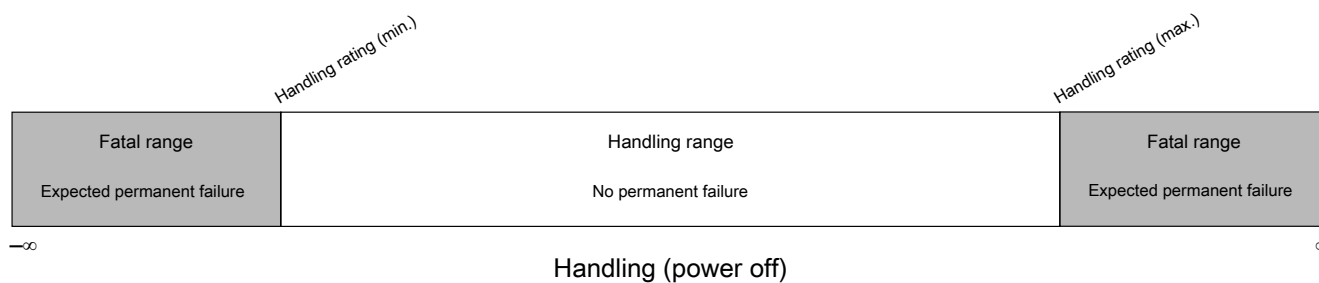 Handling rating (min.)
Handling rating (max.)
Fatal range
Handling range
Fatal range
Expected permanent failure
No permanent failure
Expected permanent failure
–∞
Handling (power off)